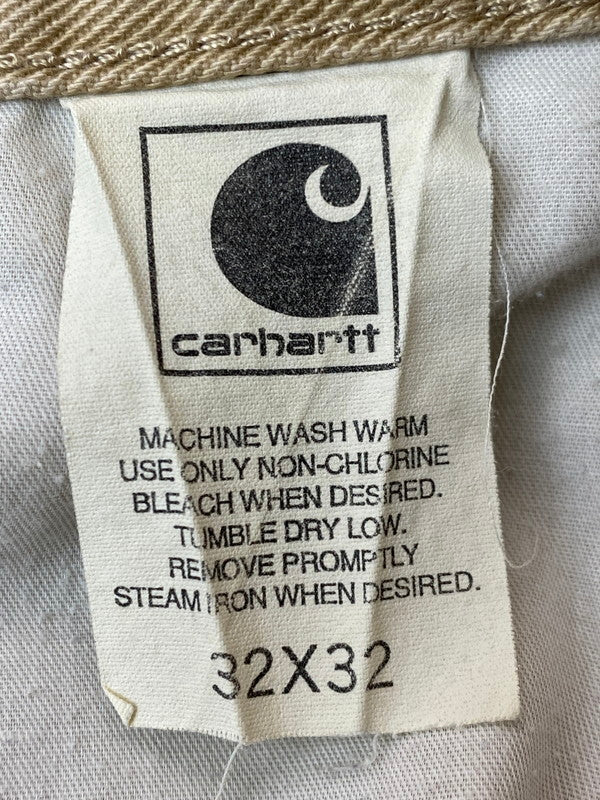 carhartt
MACHINE WASH WARM
USE ONLY NON-CHLORINE
BLEACH WHEN DESIRED.
TUMBLE DRY LOW.
REMOVE PROMPTLY
STEAM IRON WHEN DESIRED.
32X32